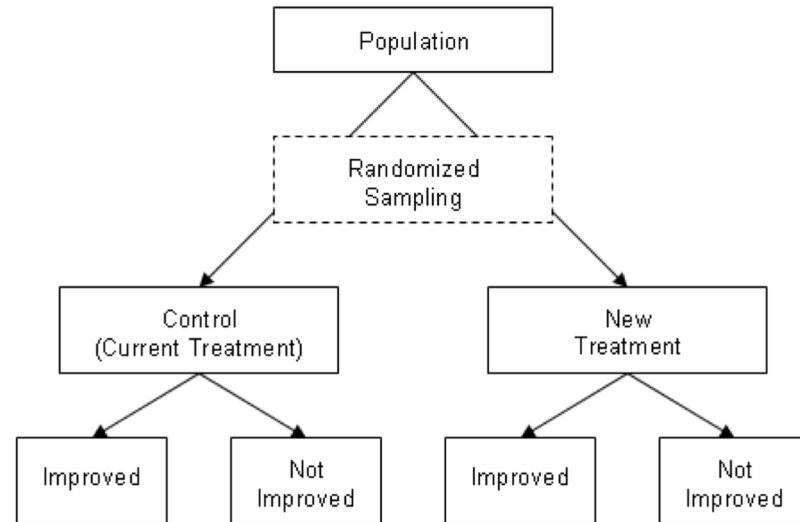 Population
Randomized
Sampling
Control
(Current Treatment)
New
Treatment
Improved
Not
Improved
Improved
Not
Improved